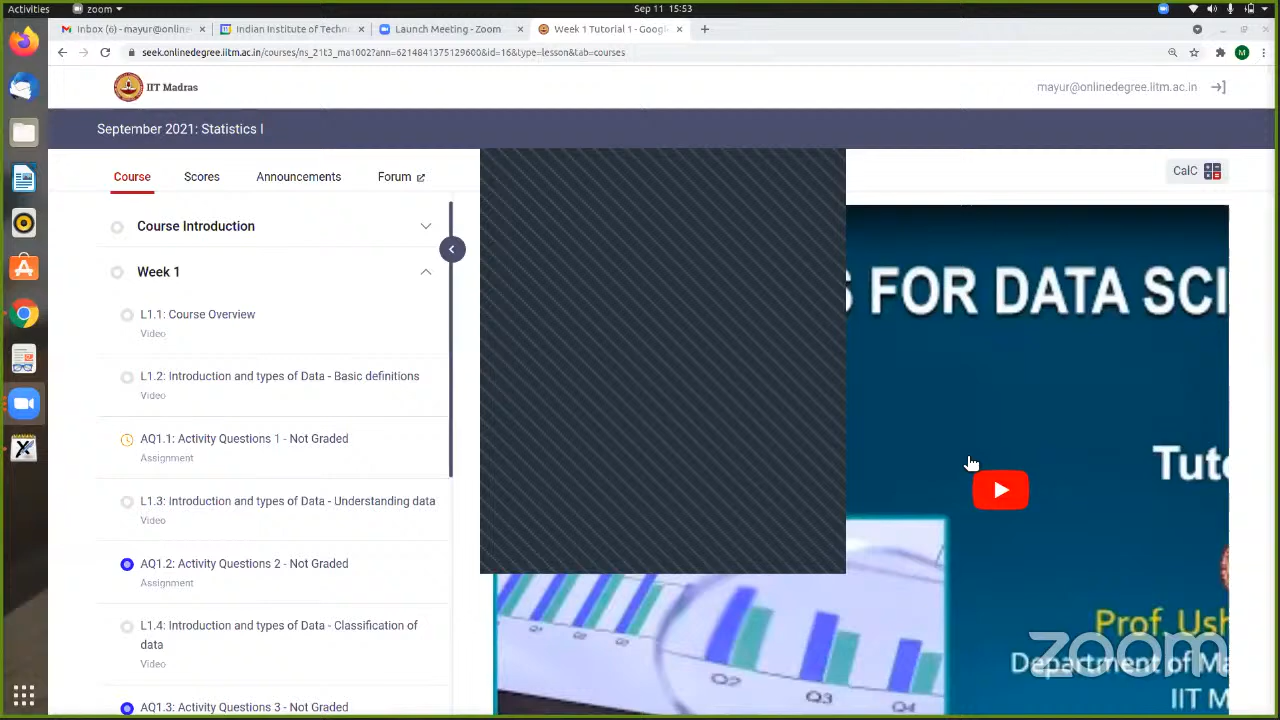 Activities
zoom
Sep 11 15:53
Inbox (6) - mayur@online
Indian Institute of Techn
Launch Meeting - Zoom
Week 1 Tutorial 1 - Googl
seek.onlinedegree.iitm.ac.in/courses/ns_21t3_ma1002?ann=6214841375129600&id=16&type=lesson&tab=courses
M
IIT Madras
mayur@onlinedegree.iitm.ac.in
September 2021: Statistics I
Course
Scores
Announcements
Forum
CalC
Course Introduction
Week 1
L1.1: Course Overview
Video
L1.2: Introduction and types of Data - Basic definitions
Video
AQ1.1: Activity Questions 1 - Not Graded
Assignment
L1.3: Introduction and types of Data - Understanding data
Video
AQ1.2: Activity Questions 2 - Not Graded
Assignment
L1.4: Introduction and types of Data - Classification of
data
Video
AQ1.3: Activity Questions 3 - Not Graded
S FOR DATA SCI
Tuto
Prof. Ush
Department of Ma
IIT M
Q2
Q3
Q4
zoom